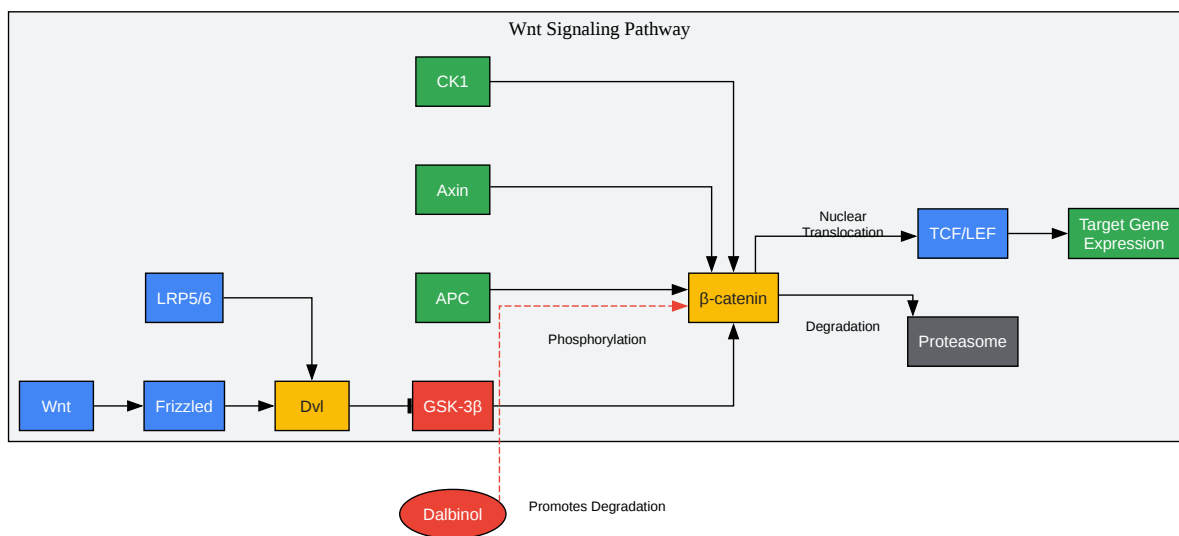 Wnt Signaling Pathway
CK1
Axin
Nuclear
Translocation
TCF/LEF
Target Gene
Expression
LRP5/6
APC
β-catenin
Phosphorylation
Degradation
Proteasome
Wnt
Frizzled
Dvl
GSK-3β
Dalbinol
Promotes Degradation